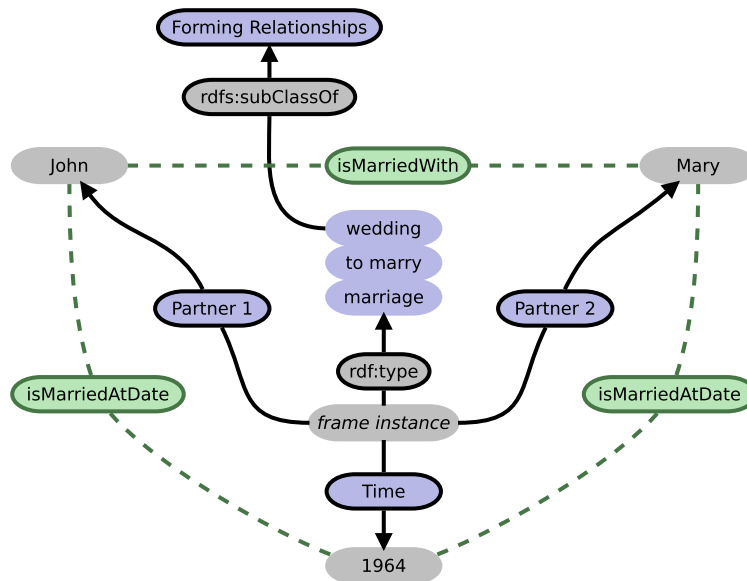 Forming Relationships
rdfs:subClassOf
John
isMarriedWith
Mary
wedding
to marry
marriage
Partner 1
Partner 2
rdf:type
isMarriedAtDate
isMarriedAtDate
frame instance
Time
1964